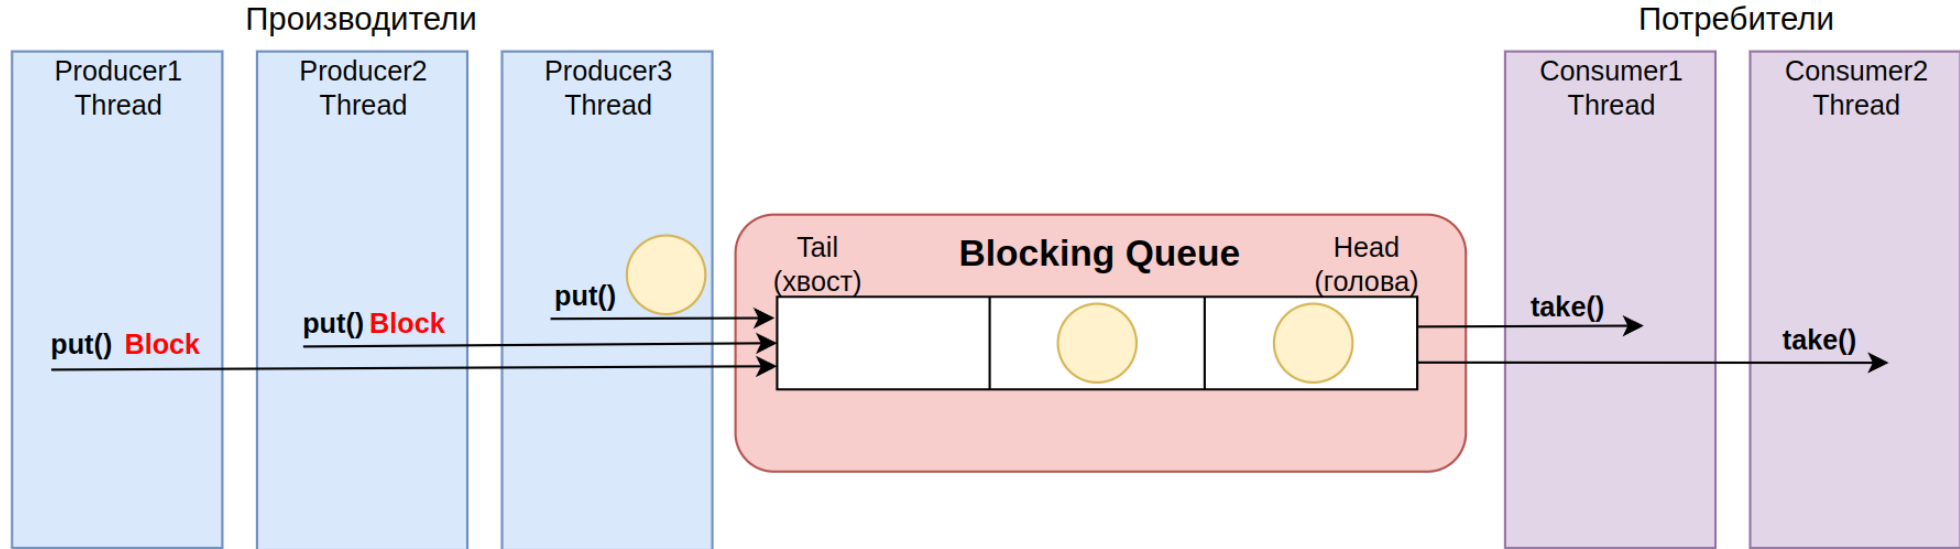 Производители
Потребители
Producer1
Thread
Producer2
Thread
Producer3
Thread
Consumer1
Thread
Consumer2
Thread
Tail
(хвост)
Blocking Queue
Head
(голова)
put()
put() Block
put() Block
take()
take()